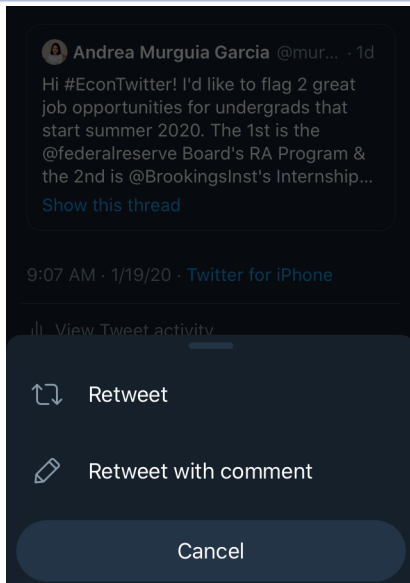 Andrea Murguia Garcia @mur... · 1d
Hi #EconTwitter! I'd like to flag 2 great
job opportunities for undergrads that
start summer 2020. The 1st is the
@federalreserve Board's RA Program &
the 2nd is @BrookingsInst's Internship...
Show this thread
9:07 AM · 1/19/20 · Twitter for iPhone
View Tweet activity
Retweet
Retweet with comment
Cancel